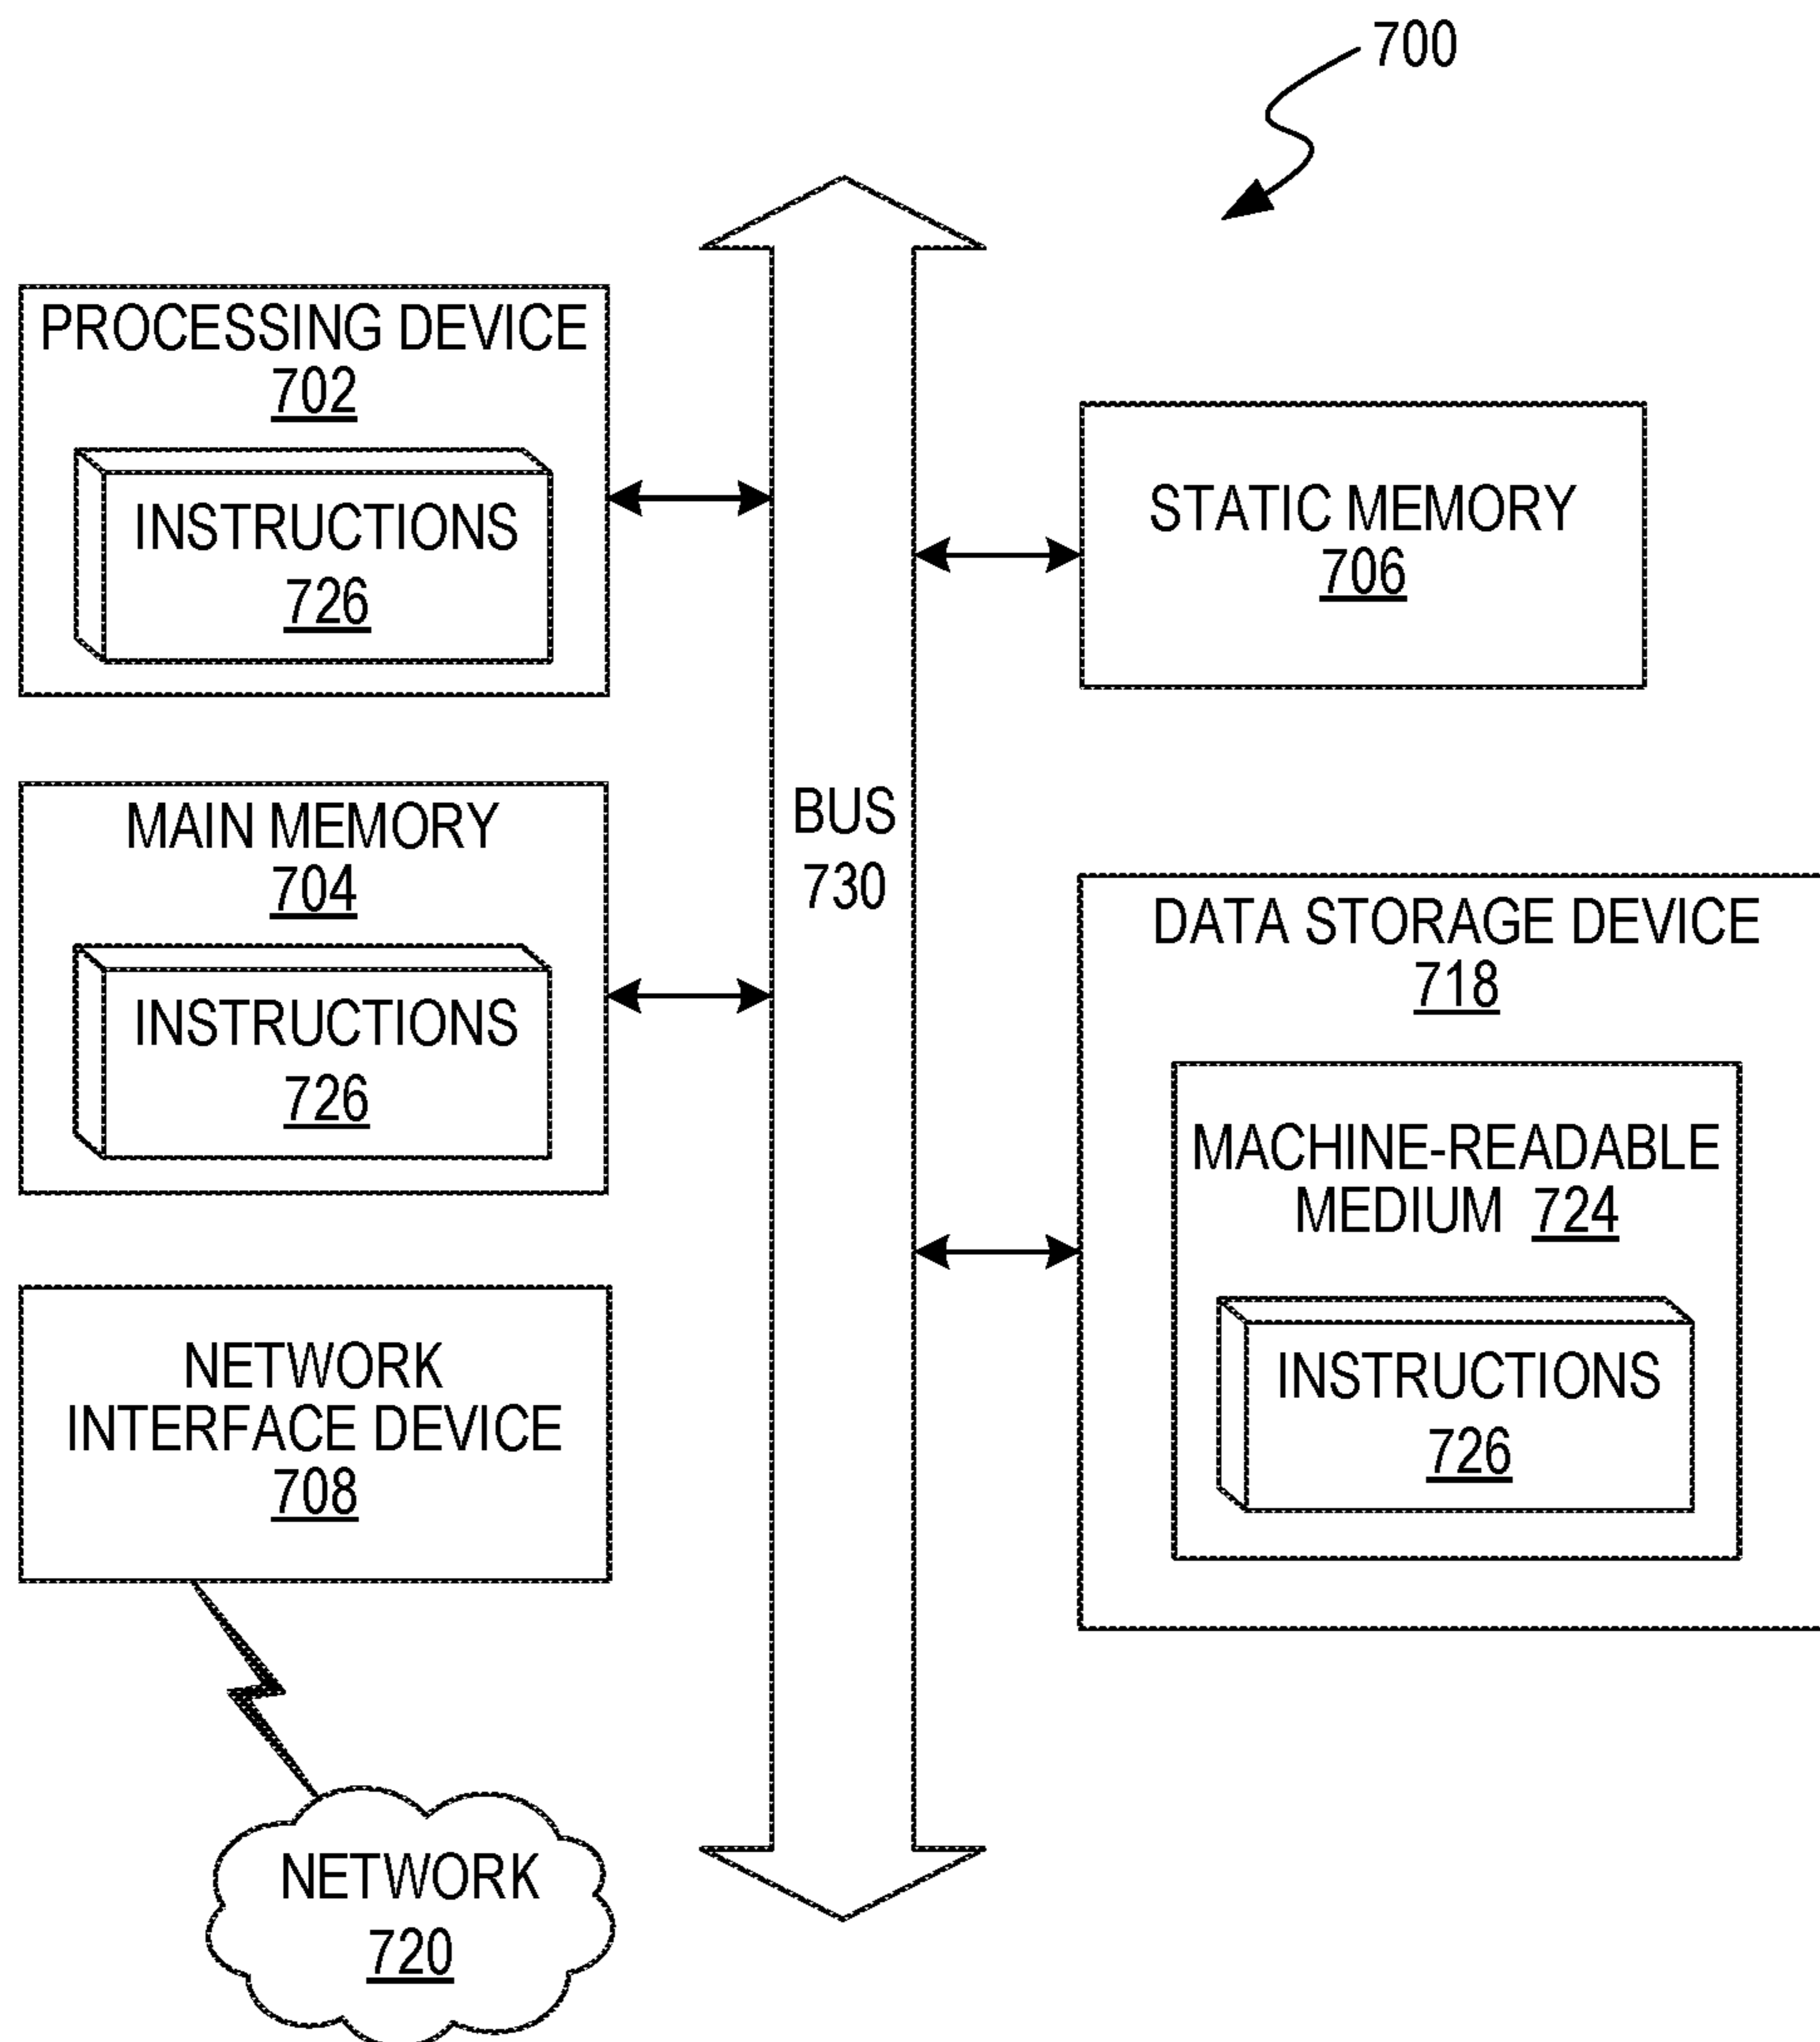 700
PROCESSING DEVICE
702
INSTRUCTIONS
726
STATIC MEMORY
706
MAIN MEMORY
704
INSTRUCTIONS
726
BUS
730
DATA STORAGE DEVICE
718
MACHINE-READABLE
MEDIUM 724
INSTRUCTIONS
726
NETWORK
INTERFACE DEVICE
708
NETWORK
720